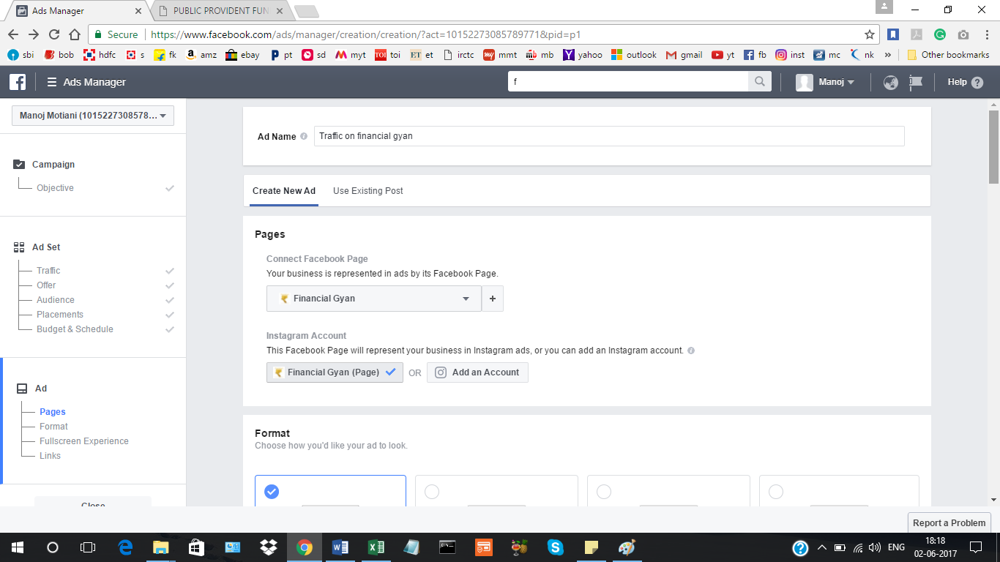 Ads Manager
PUBLIC PROVIDENT FUN
Secure https://www.facebook.com/ads/manager/creation/creation/?act=10152273085789771&pid=p1
sbi bob hdfc s fk amz ebay pt sd myt toi et irctc mmt mb yahoo outlook gmail yt fb inst mc nk » Other bookmarks
Ads Manager
f
Manoj
Help
Manoj Motiani (1015227308578...
Campaign
Objective
Ad Set
Traffic
Offer
Audience
Placements
Budget & Schedule
Ad
Pages
Format
Fullscreen Experience
Links
Close
Ad Name
Traffic on financial gyan
Create New Ad
Use Existing Post
Pages
Connect Facebook Page
Your business is represented in ads by its Facebook Page.
Financial Gyan
+
Instagram Account
This Facebook Page will represent your business in Instagram ads, or you can add an Instagram account.
Financial Gyan (Page)
OR
Add an Account
Format
Choose how you'd like your ad to look.
Report a Problem
ENG
18:18
02-06-2017